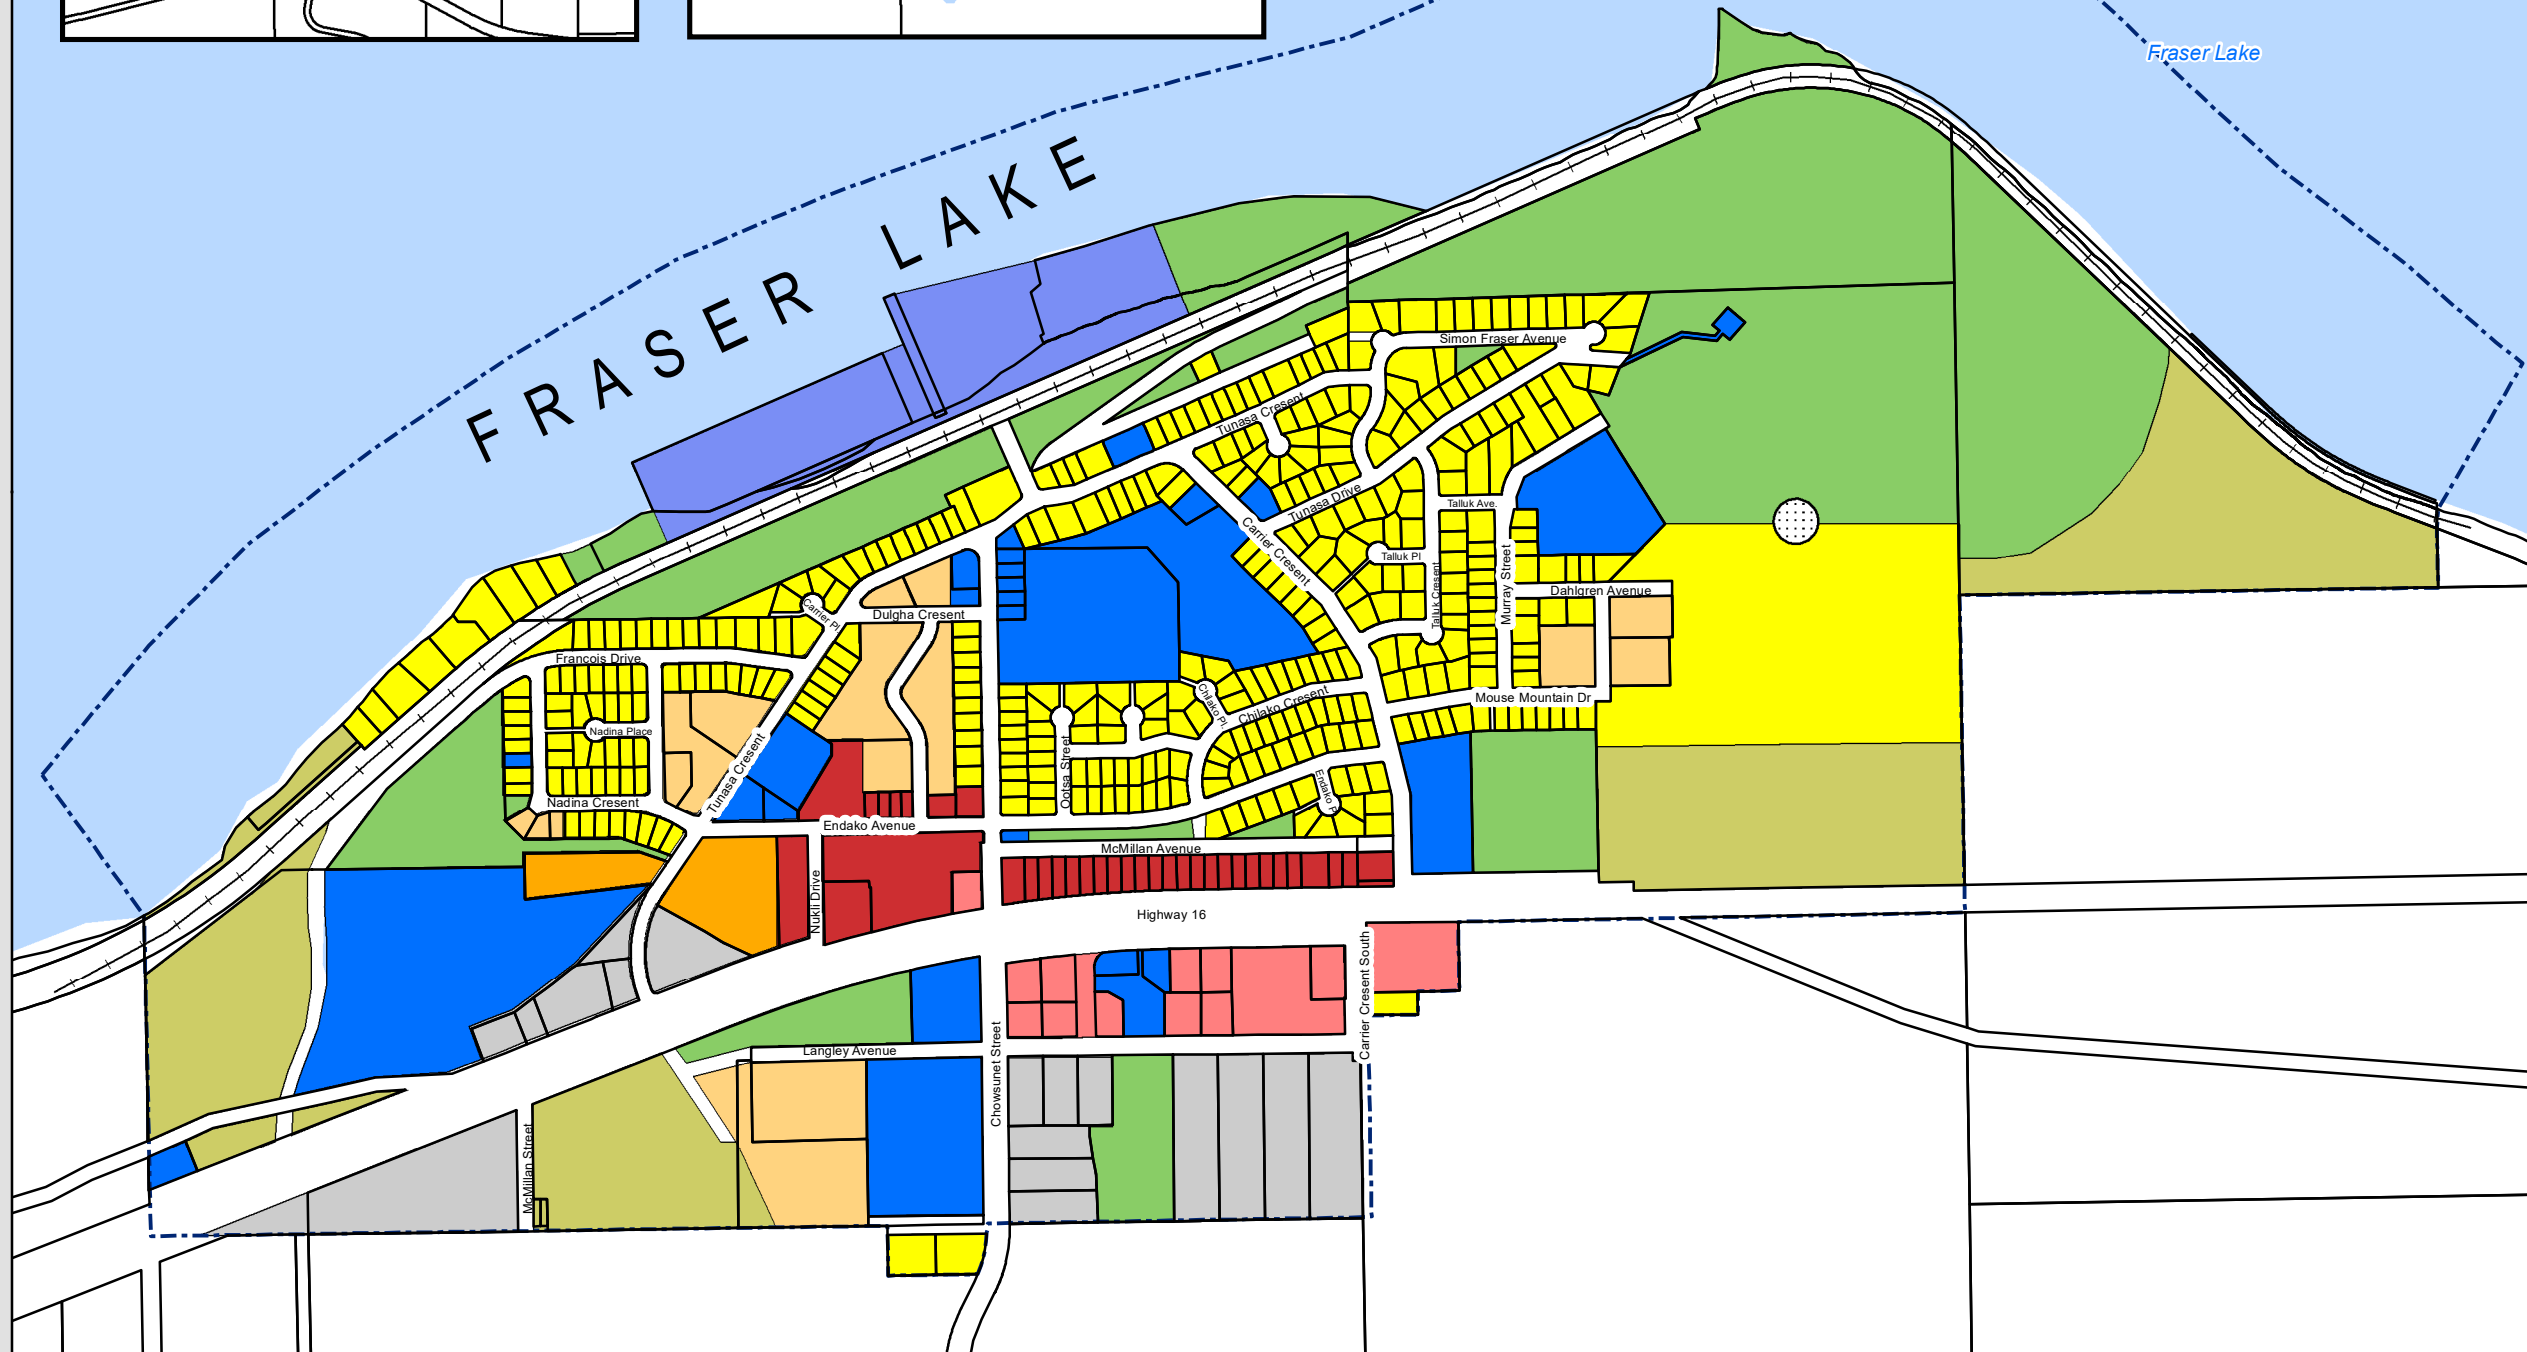 Fraser Lake
FRASER LAKE
Simon Fraser Avenue
Tunasa Cresent
Tunasa Drive
Talluk Ave.
Carrier Cresent
Talluk Pl
Talluk Cresent
Murray Street
Dahlgren Avenue
Carrier Pl.
Dulgha Cresent
Francois Drive
Nadina Place
Nadina Cresent
Tunasa Cresent
Chilako Pl.
Chilako Cresent
Mouse Mountain Dr
Ootsa Street
Endako P
Endako Avenue
McMillan Avenue
Nukli Drive
Highway 16
Carrier Cresent South
Chowsunet Street
Langley Avenue
McMillan Street